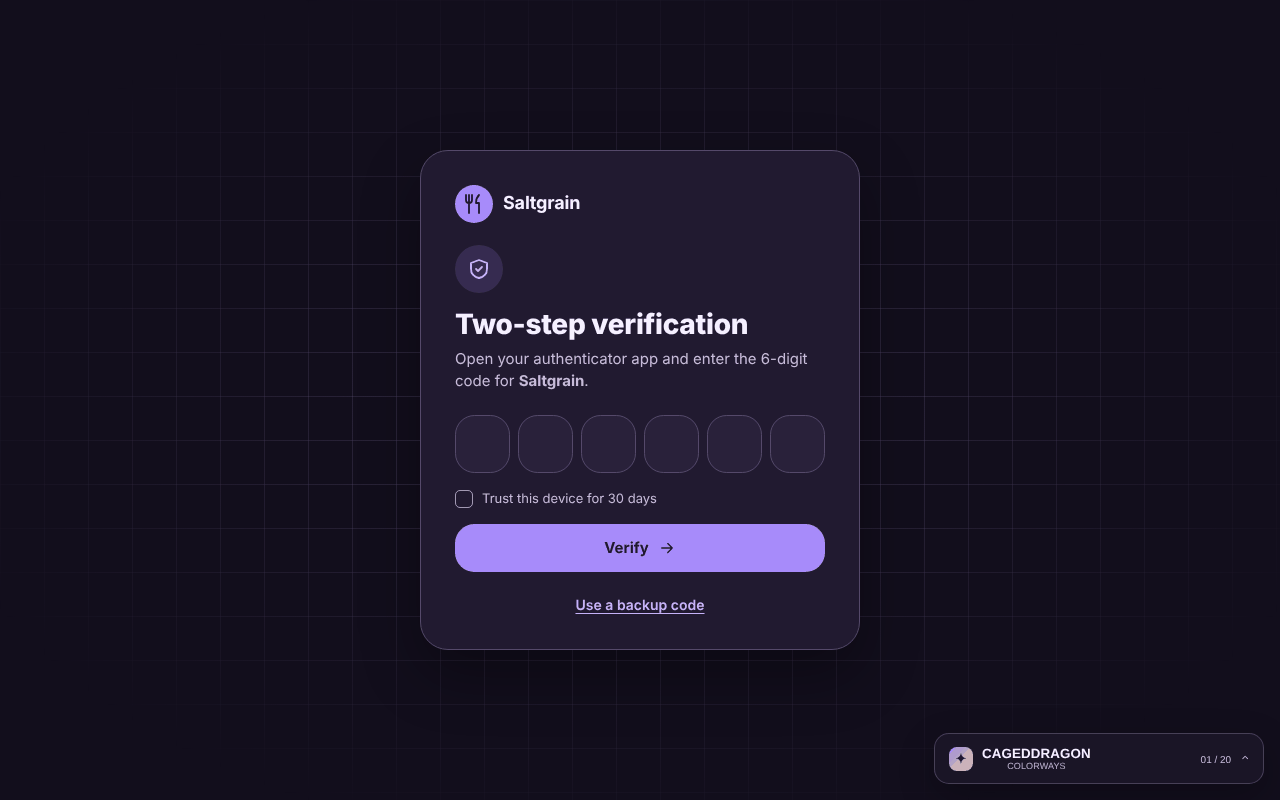 Saltgrain
Two-step verification
Open your authenticator app and enter the 6-digit
code for Saltgrain.
Trust this device for 30 days
Verify
Use a backup code
CAGEDDRAGON
COLORWAYS
01 / 20